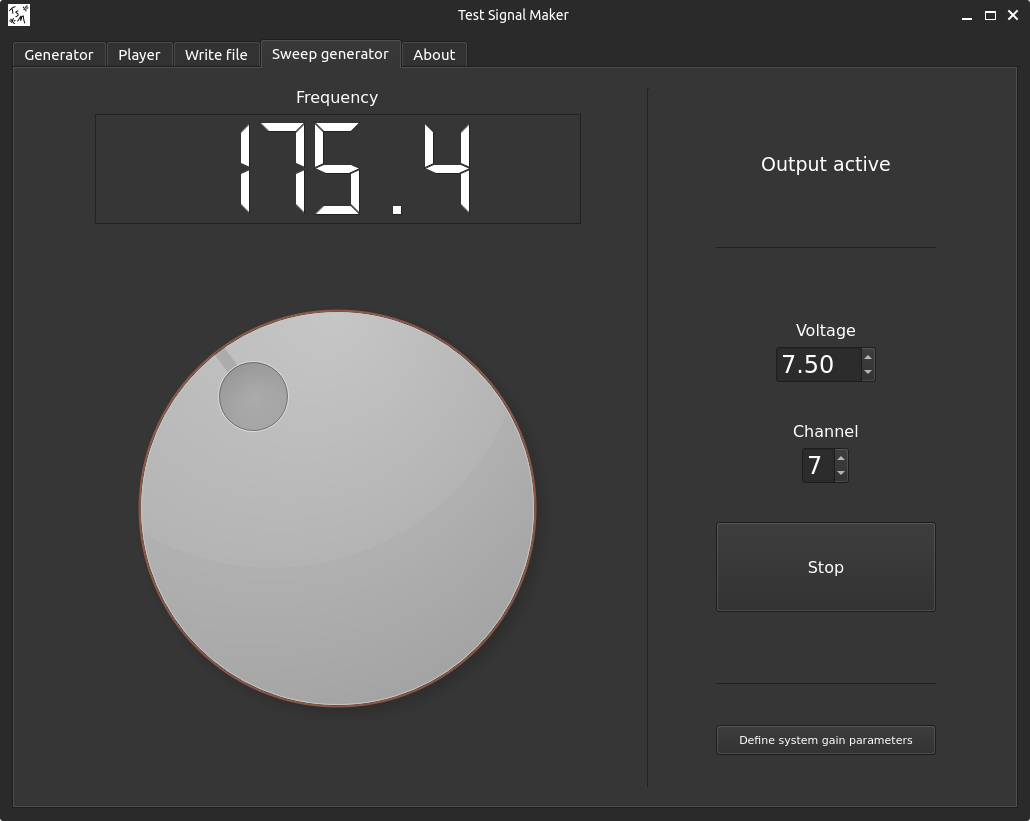 Test Signal Maker
Generator Player Write file Sweep generator About
Frequency
175.4
Output active
Voltage
7.50
Channel
7
Stop
Define system gain parameters